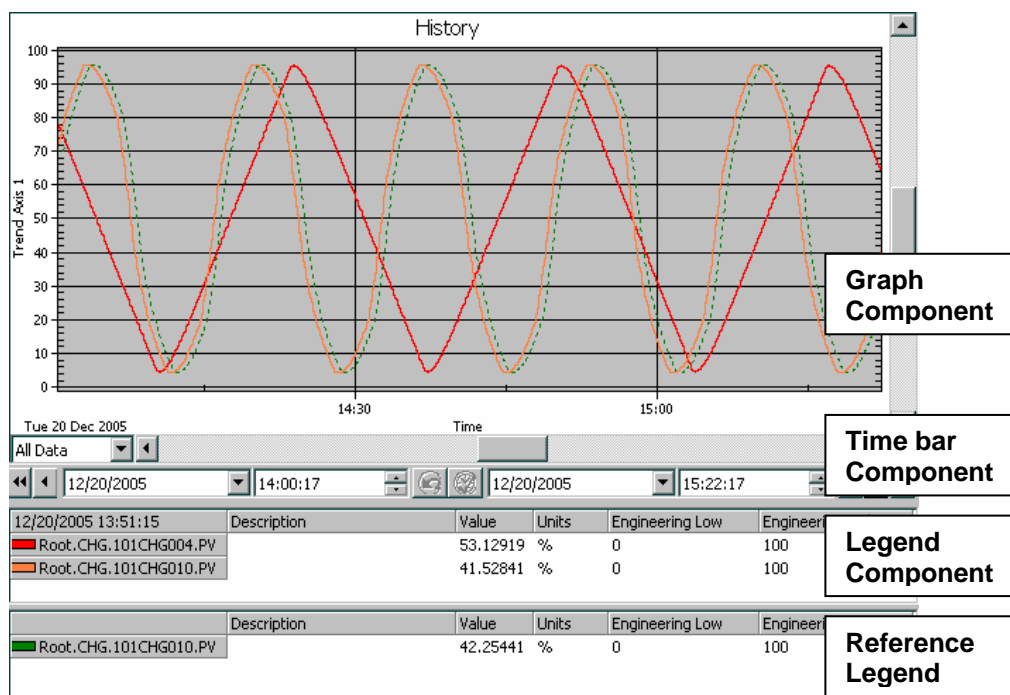 History
100
90
80
70
60
50
40
30
20
10
0
Trend Axis 1
14:30
15:00
Tue 20 Dec 2005
Time
Graph
Component
All Data
12/20/2005
14:00:17
12/20/2005
15:22:17
Time bar
Component
12/20/2005 13:51:15 Description Value Units Engineering Low Engineeri
Root.CHG.101CHG004.PV 53.12919 % 0 100
Root.CHG.101CHG010.PV 41.52841 % 0 100
Legend
Component
Description Value Units Engineering Low Engineeri
Root.CHG.101CHG010.PV 42.25441 % 0 100
Reference
Legend